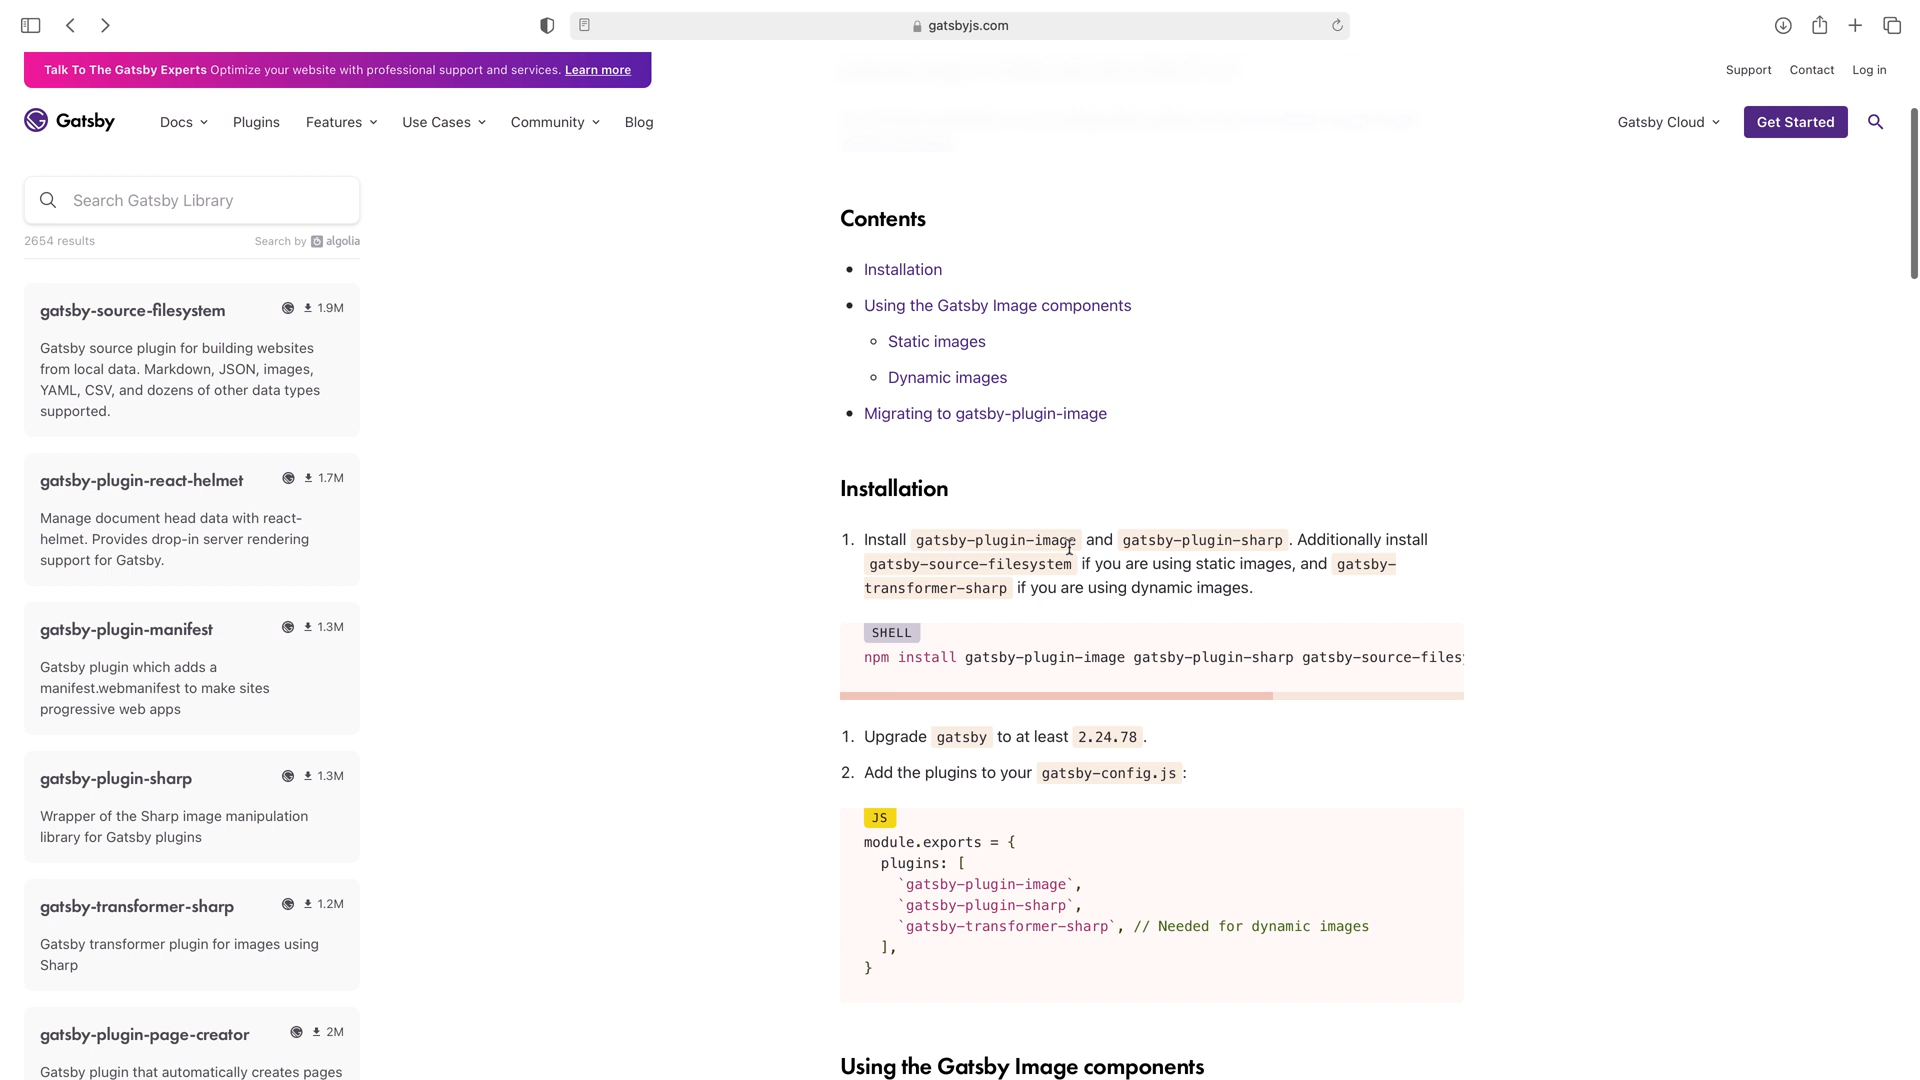 gatsbyjs.com
Talk To The Gatsby Experts Optimize your website with professional support and services. Learn more
Support Contact Log in
Gatsby Docs Plugins Features Use Cases Community Blog Gatsby Cloud Get Started
Search Gatsby Library
2654 results Search by algolia
gatsby-source-filesystem 1.9M
Gatsby source plugin for building websites
from local data. Markdown, JSON, images,
YAML, CSV, and dozens of other data types
supported.
gatsby-plugin-react-helmet 1.7M
Manage document head data with react-
helmet. Provides drop-in server rendering
support for Gatsby.
gatsby-plugin-manifest 1.3M
Gatsby plugin which adds a
manifest.webmanifest to make sites
progressive web apps
gatsby-plugin-sharp 1.3M
Wrapper of the Sharp image manipulation
library for Gatsby plugins
gatsby-transformer-sharp 1.2M
Gatsby transformer plugin for images using
Sharp
gatsby-plugin-page-creator 2M
Gatsby plugin that automatically creates pages
Contents
Installation
Using the Gatsby Image components
Static images
Dynamic images
Migrating to gatsby-plugin-image
Installation
1. Install gatsby-plugin-image and gatsby-plugin-sharp . Additionally install
gatsby-source-filesystem if you are using static images, and gatsby-
transformer-sharp if you are using dynamic images.
SHELL
npm install gatsby-plugin-image gatsby-plugin-sharp gatsby-source-files
1. Upgrade gatsby to at least 2.24.78 .
2. Add the plugins to your gatsby-config.js :
JS
module.exports = {
plugins: [
`gatsby-plugin-image`,
`gatsby-plugin-sharp`,
`gatsby-transformer-sharp`, // Needed for dynamic images
],
}
Using the Gatsby Image components